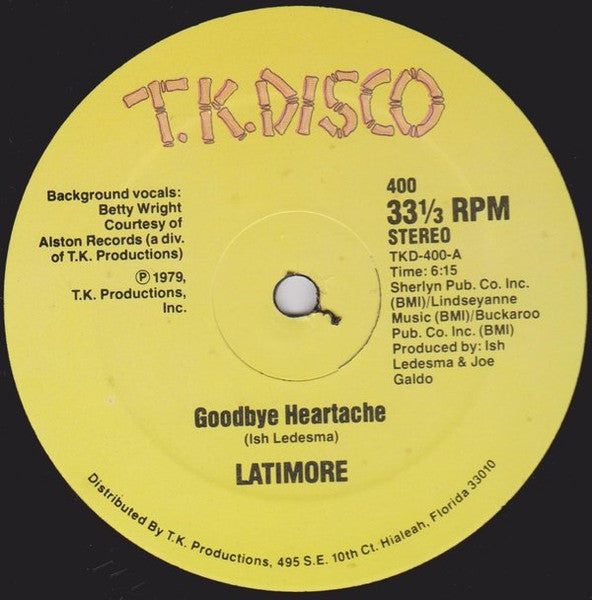 T.K.DISCO
Background vocals:
Betty Wright
Courtesy of
Alston Records (a div.
of T.K. Productions)
℗ 1979,
T.K. Productions,
Inc.
400
33⅓ RPM
STEREO
TKD-400-A
Time: 6:15
Sherlyn Pub. Co. Inc.
(BMI)/Lindseyanne
Music (BMI)/Buckaroo
Pub. Co. Inc. (BMI)
Produced by: Ish
Ledesma & Joe
Galdo
Goodbye Heartache
(Ish Ledesma)
LATIMORE
Distributed By T.K. Productions, 495 S.E. 10th Ct. Hialeah, Florida 33010